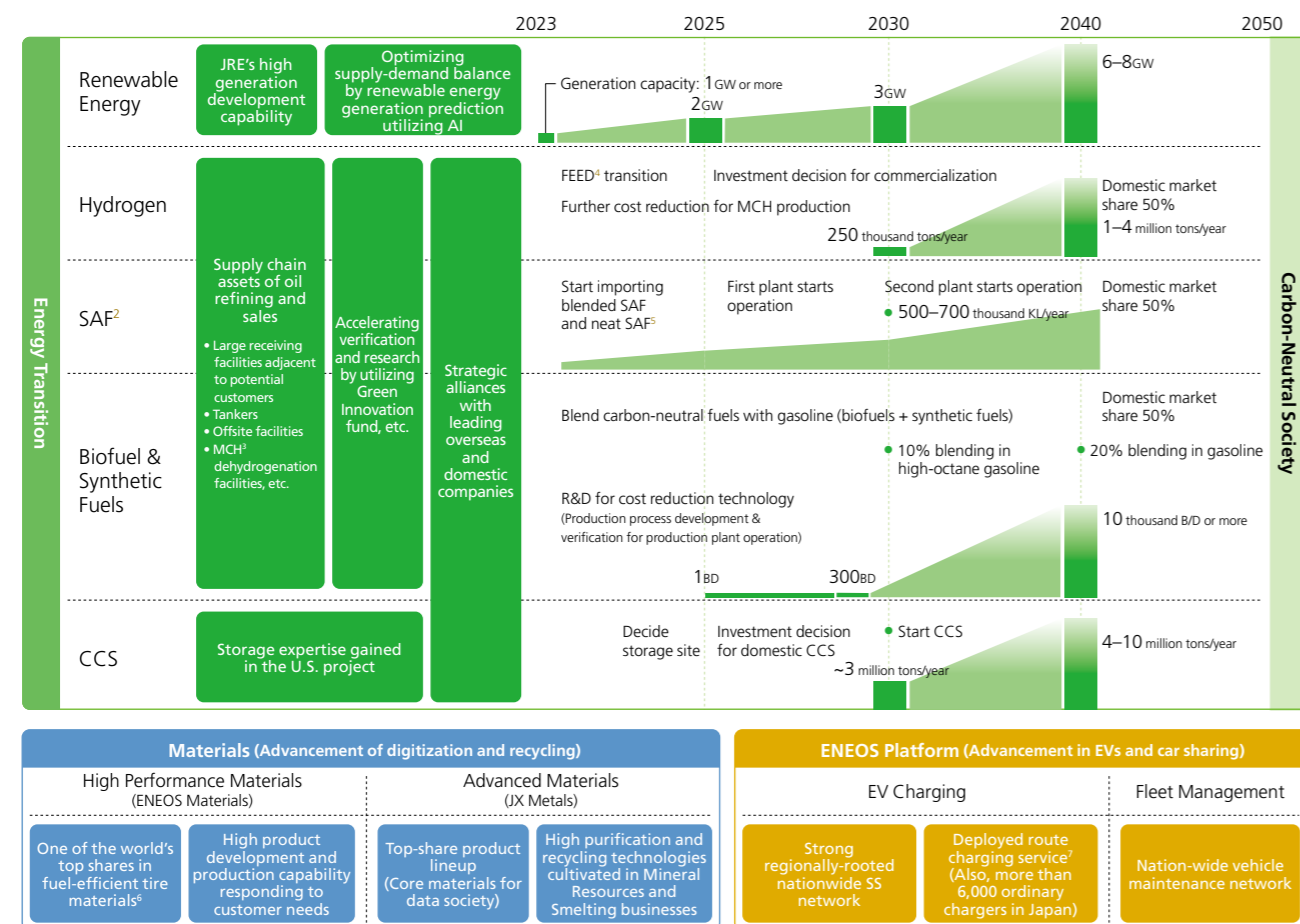 2023
2025
2030
2040
2050
Energy Transition
Carbon-Neutral Society
Renewable
Energy
JRE's high
generation
development
capability
Optimizing
supply-demand balance
by renewable energy
generation prediction
utilizing AI
Generation capacity: 1GW or more
2GW
3GW
6–8GW
Hydrogen
FEED4 transition
Investment decision for commercialization
Further cost reduction for MCH production
250 thousand tons/year
Domestic market
share 50%
1–4 million tons/year
Supply chain
assets of oil
refining and
sales
• Large receiving
facilities adjacent
to potential
customers
• Tankers
• Offsite facilities
• MCH3
dehydrogenation
facilities, etc.
Accelerating
verification
and research
by utilizing
Green
Innovation
fund, etc.
Strategic
alliances
with
leading
overseas
and
domestic
companies
SAF2
Start importing
blended SAF
and neat SAF5
First plant starts
operation
Second plant starts operation
500–700 thousand KL/year
Domestic market
share 50%
Biofuel &
Synthetic
Fuels
Blend carbon-neutral fuels with gasoline (biofuels + synthetic fuels)
Domestic market
share 50%
10% blending in
high-octane gasoline
20% blending in gasoline
R&D for cost reduction technology
(Production process development &
verification for production plant operation)
1BD
300BD
10 thousand B/D or more
CCS
Storage expertise gained
in the U.S. project
Decide
storage site
Investment decision
for domestic CCS
Start CCS
~3 million tons/year
4–10 million tons/year
Materials (Advancement of digitization and recycling)
High Performance Materials
(ENEOS Materials)
Advanced Materials
(JX Metals)
One of the world's
top shares in
fuel-efficient tire
materials6
High product
development and
production capability
responding to
customer needs
Top-share product
lineup
(Core materials for
data society)
High purification and
recycling technologies
cultivated in Mineral
Resources and
Smelting businesses
ENEOS Platform (Advancement in EVs and car sharing)
EV Charging
Fleet Management
Strong
regionally-rooted
nationwide SS
network
Deployed route
charging service7
(Also, more than
6,000 ordinary
chargers in Japan)
Nation-wide vehicle
maintenance network